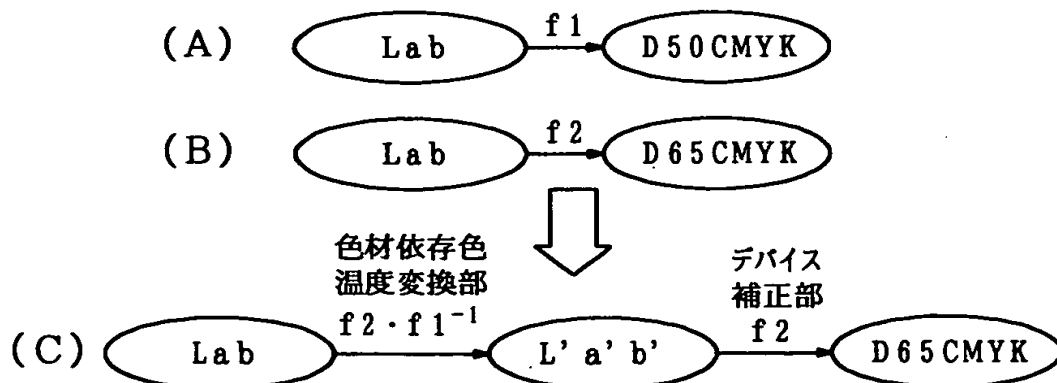 (A) Lab f1 D50CMYK
(B) Lab f2 D65CMYK
色材依存色
温度変換部
f2・f1⁻¹
デバイス
補正部
f2
(C) Lab L'a'b' D65CMYK